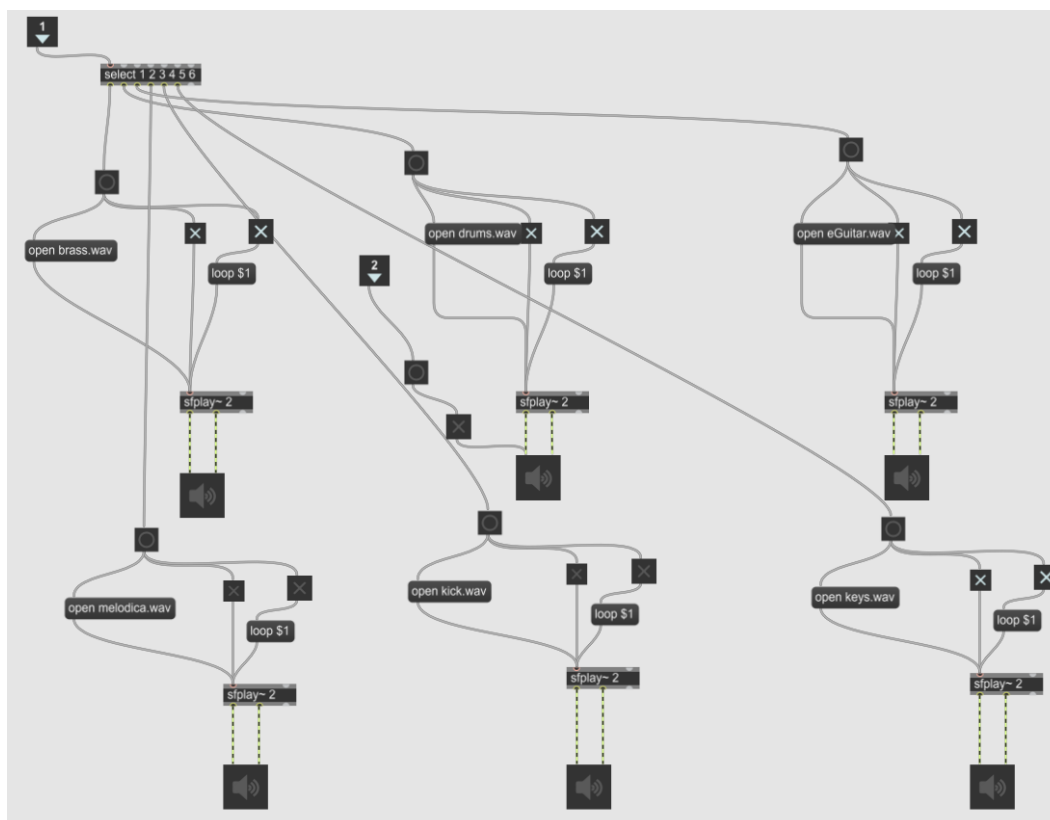 1
select 1 2 3 4 5 6
open brass.wav
loop $1
open drums.wav
loop $1
open eGuitar.wav
loop $1
2
sfplay~ 2
sfplay~ 2
sfplay~ 2
open melodica.wav
loop $1
open kick.wav
loop $1
open keys.wav
loop $1
sfplay~ 2
sfplay~ 2
sfplay~ 2